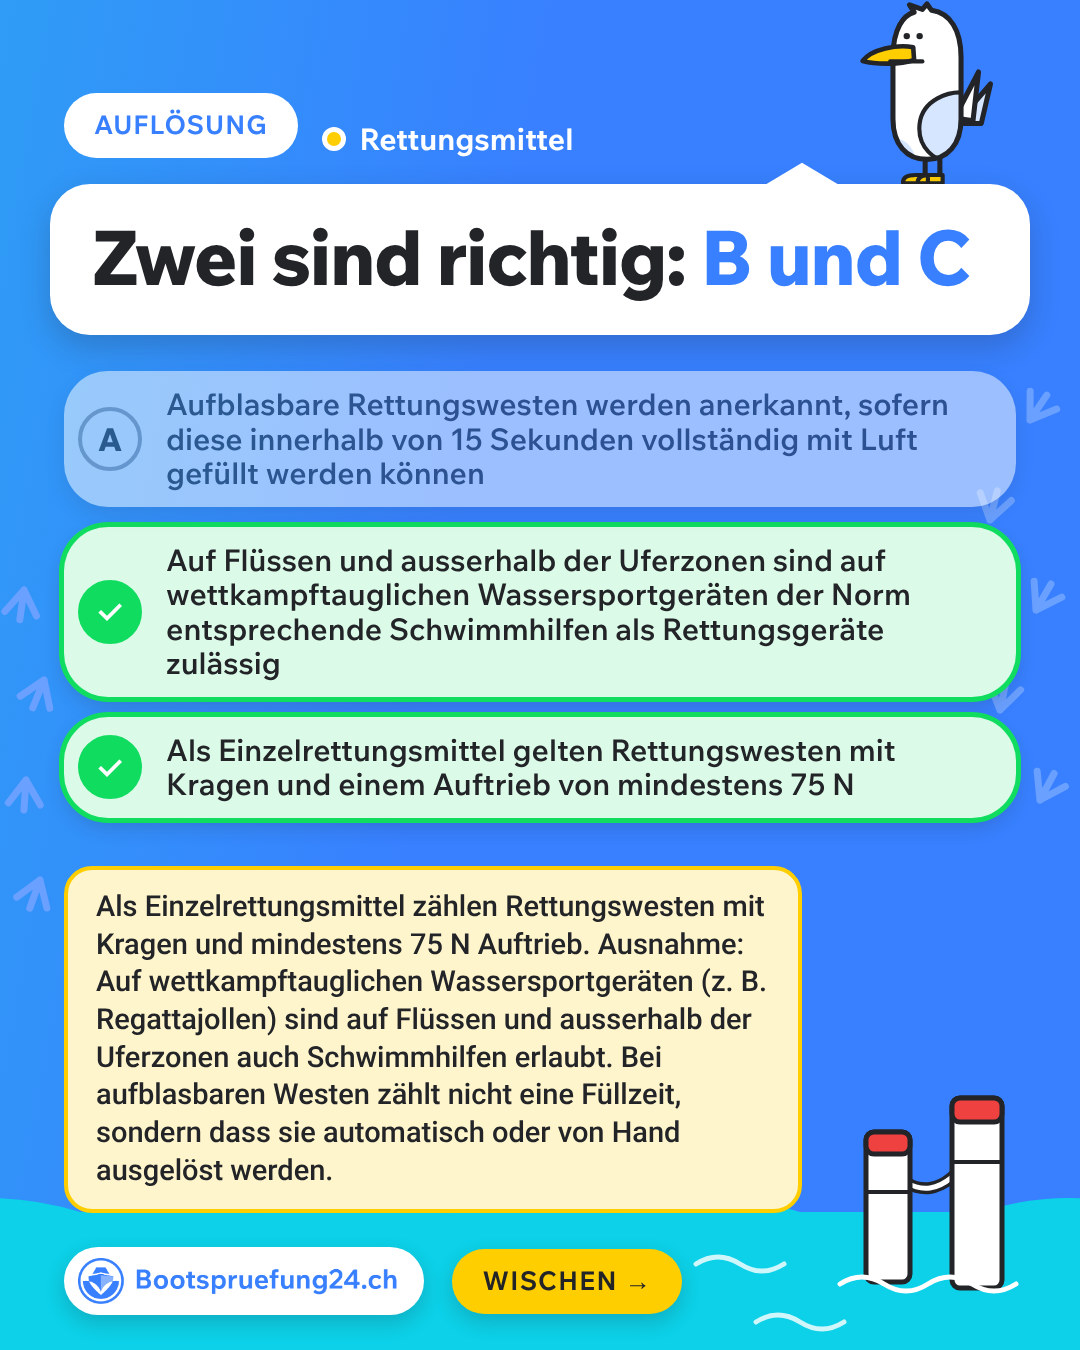 AUFLÖSUNG
Rettungsmittel
Zwei sind richtig: B und C
A
Aufblasbare Rettungswesten werden anerkannt, sofern
diese innerhalb von 15 Sekunden vollständig mit Luft
gefüllt werden können
Auf Flüssen und ausserhalb der Uferzonen sind auf
wettkampftauglichen Wassersportgeräten der Norm
entsprechende Schwimmhilfen als Rettungsgeräte
zulässig
Als Einzelrettungsmittel gelten Rettungswesten mit
Kragen und einem Auftrieb von mindestens 75 N
Als Einzelrettungsmittel zählen Rettungswesten mit
Kragen und mindestens 75 N Auftrieb. Ausnahme:
Auf wettkampftauglichen Wassersportgeräten (z. B.
Regattajollen) sind auf Flüssen und ausserhalb der
Uferzonen auch Schwimmhilfen erlaubt. Bei
aufblasbaren Westen zählt nicht eine Füllzeit,
sondern dass sie automatisch oder von Hand
ausgelöst werden.
Bootspruefung24.ch
WISCHEN →